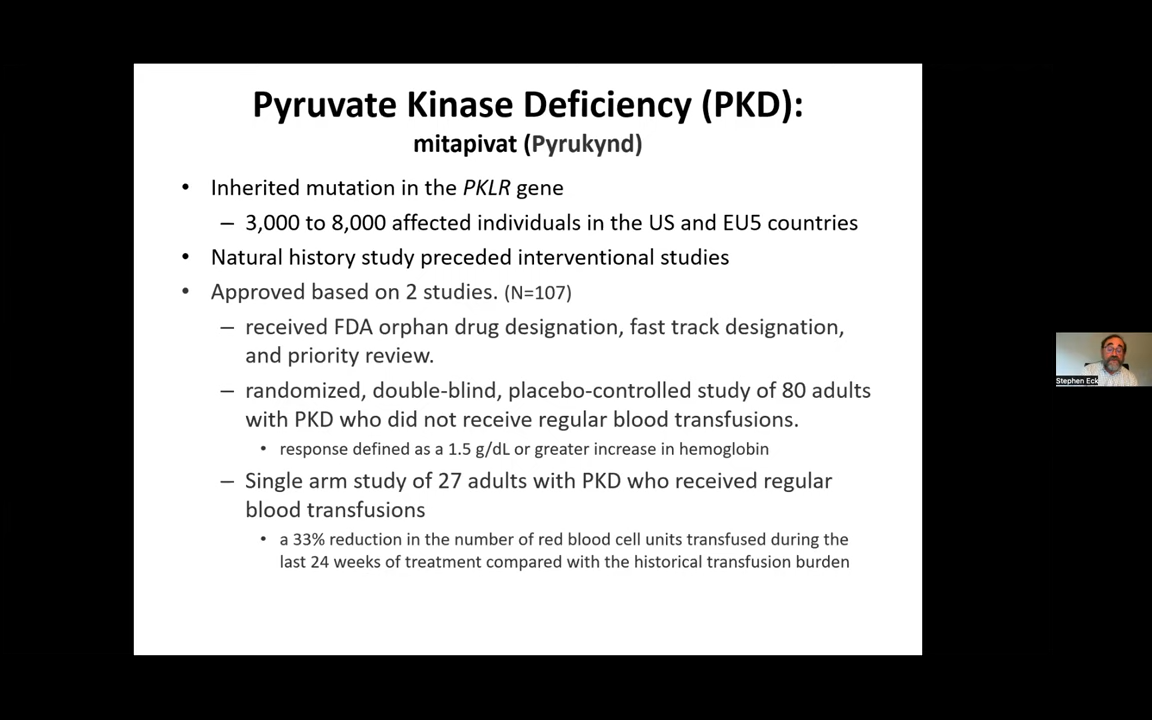 Pyruvate Kinase Deficiency (PKD):
mitapivat (Pyrukynd)
• Inherited mutation in the PKLR gene
– 3,000 to 8,000 affected individuals in the US and EU5 countries
• Natural history study preceded interventional studies
• Approved based on 2 studies. (N=107)
– received FDA orphan drug designation, fast track designation,
and priority review.
– randomized, double-blind, placebo-controlled study of 80 adults
with PKD who did not receive regular blood transfusions.
• response defined as a 1.5 g/dL or greater increase in hemoglobin
– Single arm study of 27 adults with PKD who received regular
blood transfusions
• a 33% reduction in the number of red blood cell units transfused during the
last 24 weeks of treatment compared with the historical transfusion burden
Stephen Eck